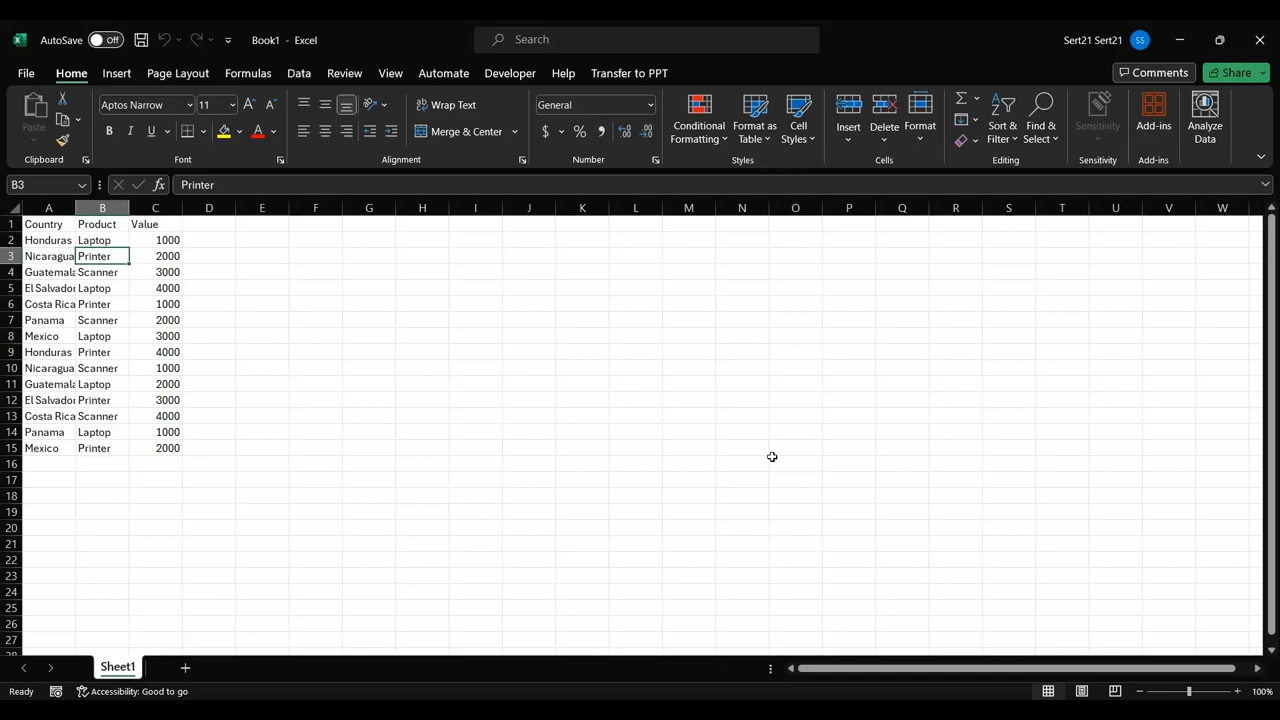 AutoSave Off Book1 - Excel Search Sert21 Sert21 SS
File Home Insert Page Layout Formulas Data Review View Automate Developer Help Transfer to PPT Comments Share
Paste Aptos Narrow 11 Wrap Text General Conditional Formatting Format as Table Cell Styles Insert Delete Format Sort & Filter Find & Select Sensitivity Add-ins Analyze Data
B I U Merge & Center $ %
Clipboard Font Alignment Number Styles Cells Editing Sensitivity Add-ins
B3 fx Printer
A B C D E F G H I J K L M N O P Q R S T U V W
1 Country Product Value
2 Honduras Laptop 1000
3 Nicaragua Printer 2000
4 Guatemala Scanner 3000
5 El Salvador Laptop 4000
6 Costa Rica Printer 1000
7 Panama Scanner 2000
8 Mexico Laptop 3000
9 Honduras Printer 4000
10 Nicaragua Scanner 1000
11 Guatemala Laptop 2000
12 El Salvador Printer 3000
13 Costa Rica Scanner 4000
14 Panama Laptop 1000
15 Mexico Printer 2000
16
17
18
19
20
21
22
23
24
25
26
27
Sheet1
Ready Accessibility: Good to go 100%